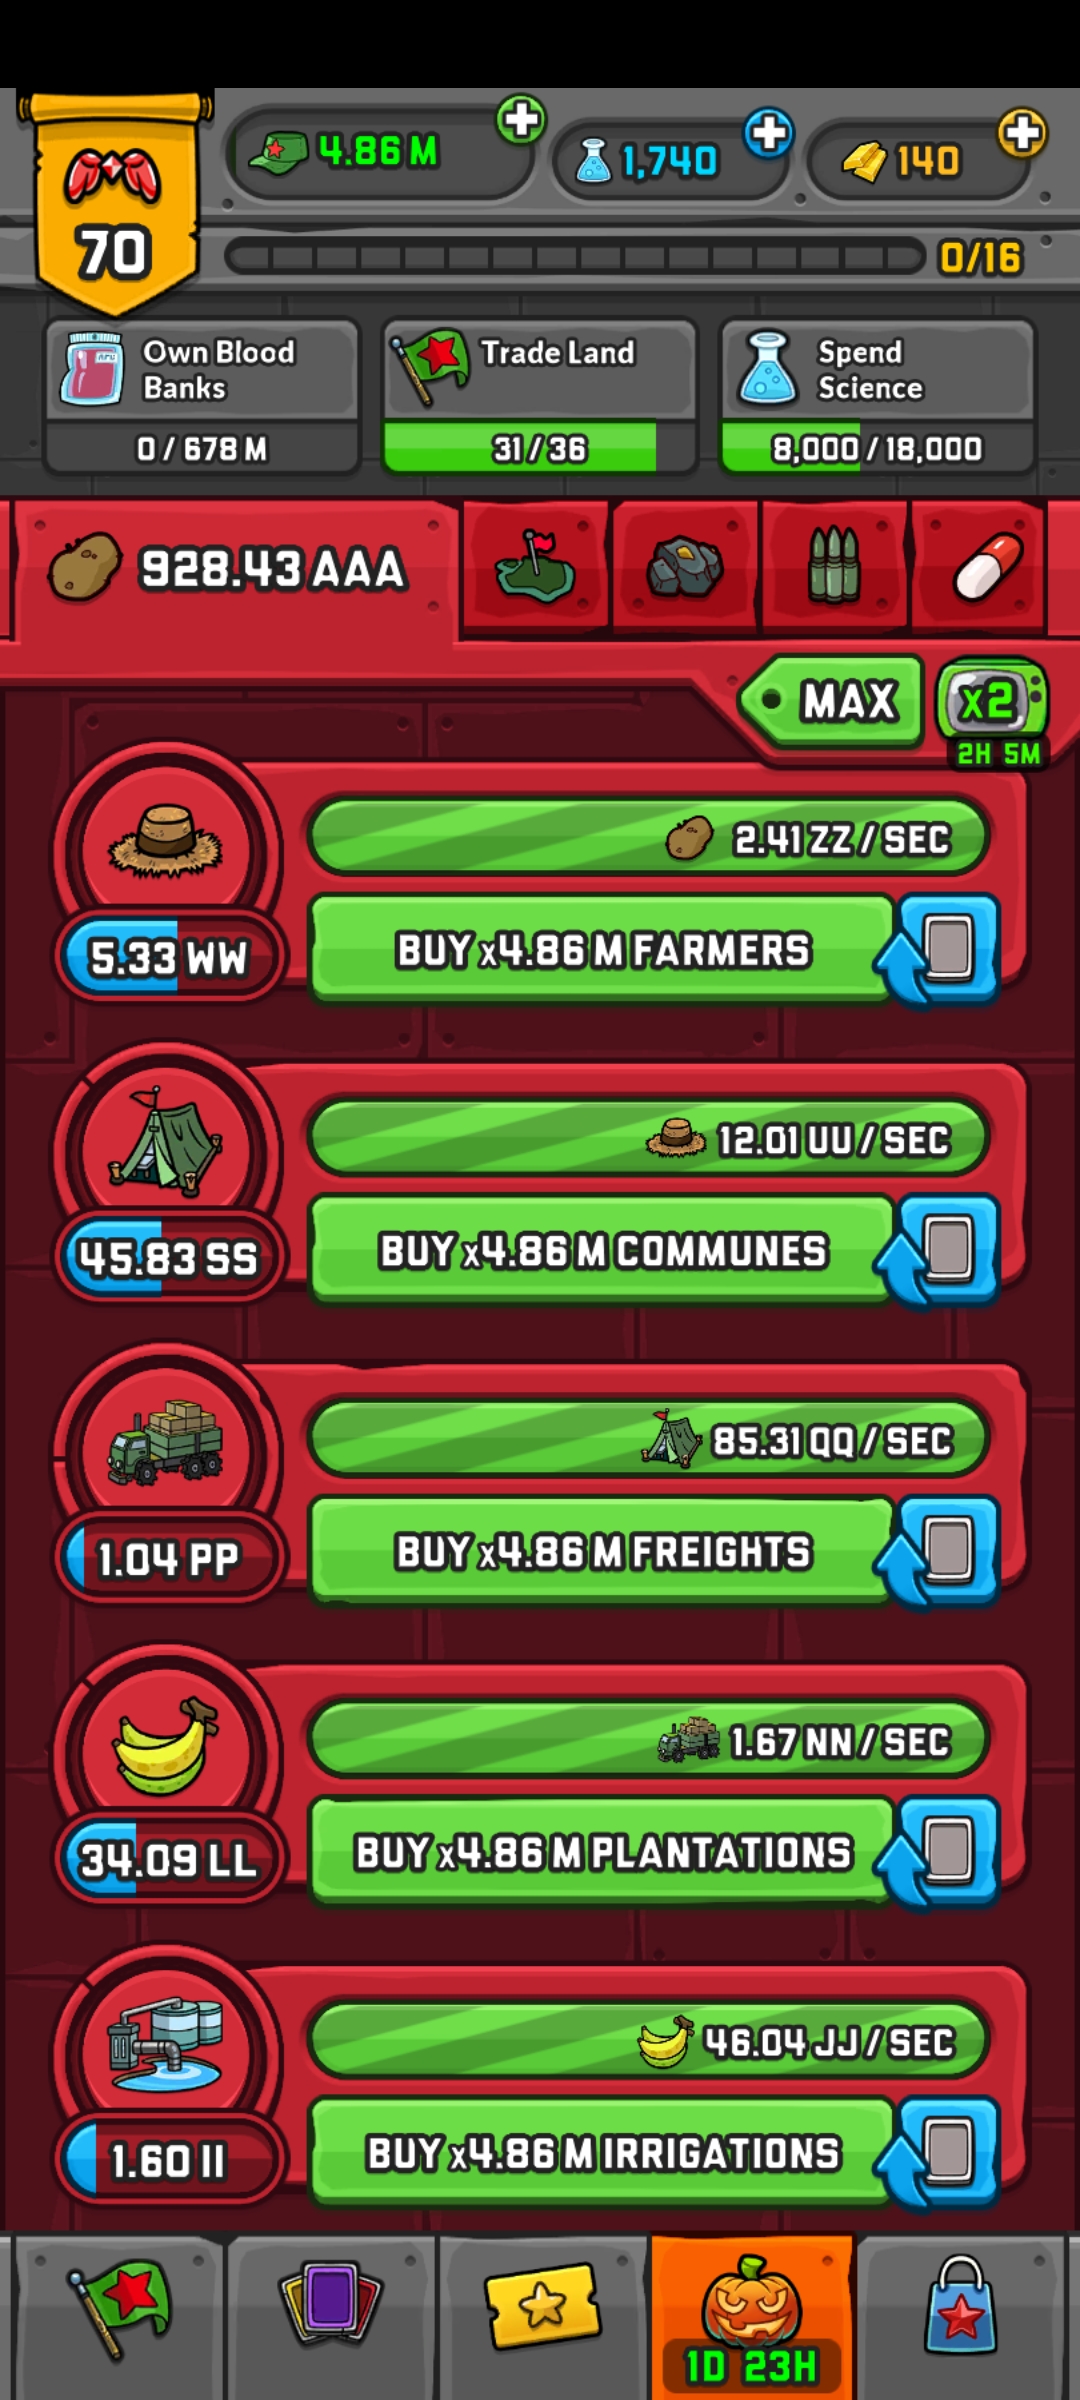 4.86 M
1,740
140
70
0/16
Own Blood
Banks
0 / 678 M
Trade Land
31 / 36
Spend
Science
8,000 / 18,000
928.43 AAA
MAX
x2
2H 5M
2.41 ZZ / SEC
5.33 WW
BUY x4.86 M FARMERS
12.01 UU / SEC
45.83 SS
BUY x4.86 M COMMUNES
85.31 QQ / SEC
1.04 PP
BUY x4.86 M FREIGHTS
1.67 NN / SEC
34.09 LL
BUY x4.86 M PLANTATIONS
46.04 JJ / SEC
1.60 II
BUY x4.86 M IRRIGATIONS
1D 23H